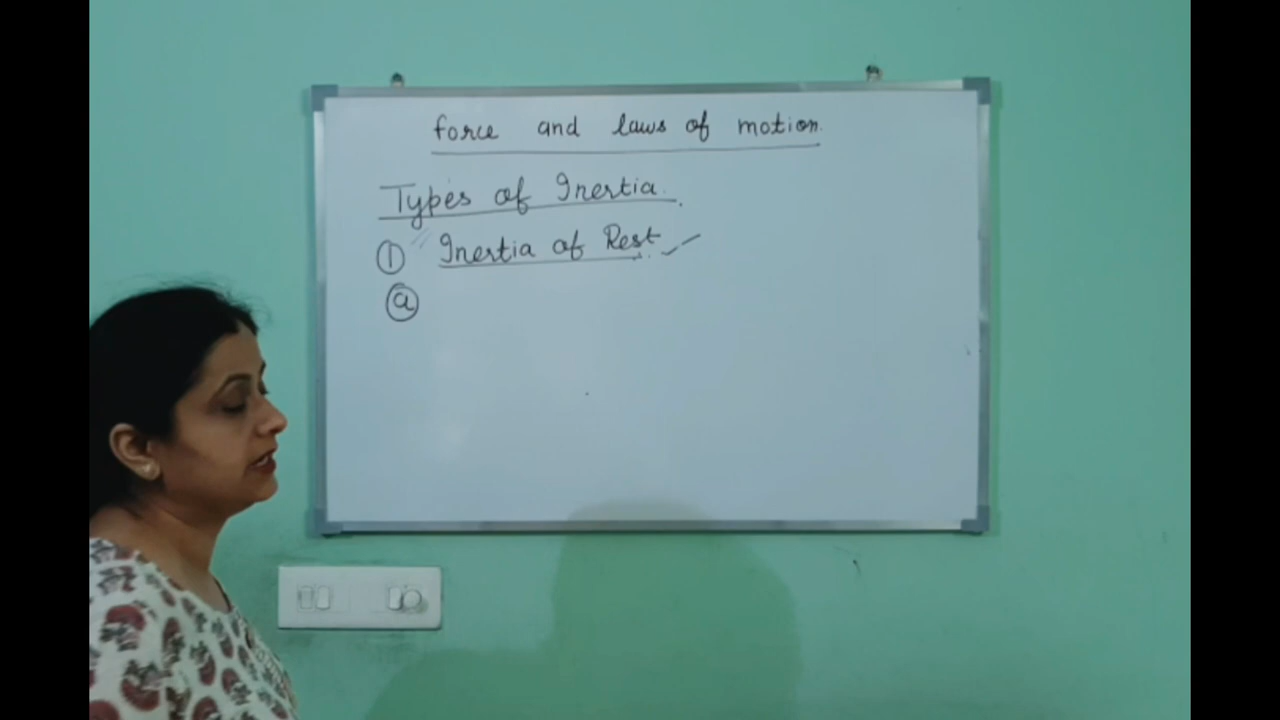 force and laws of motion.
Types of Inertia.
① Inertia of Rest
ⓐ